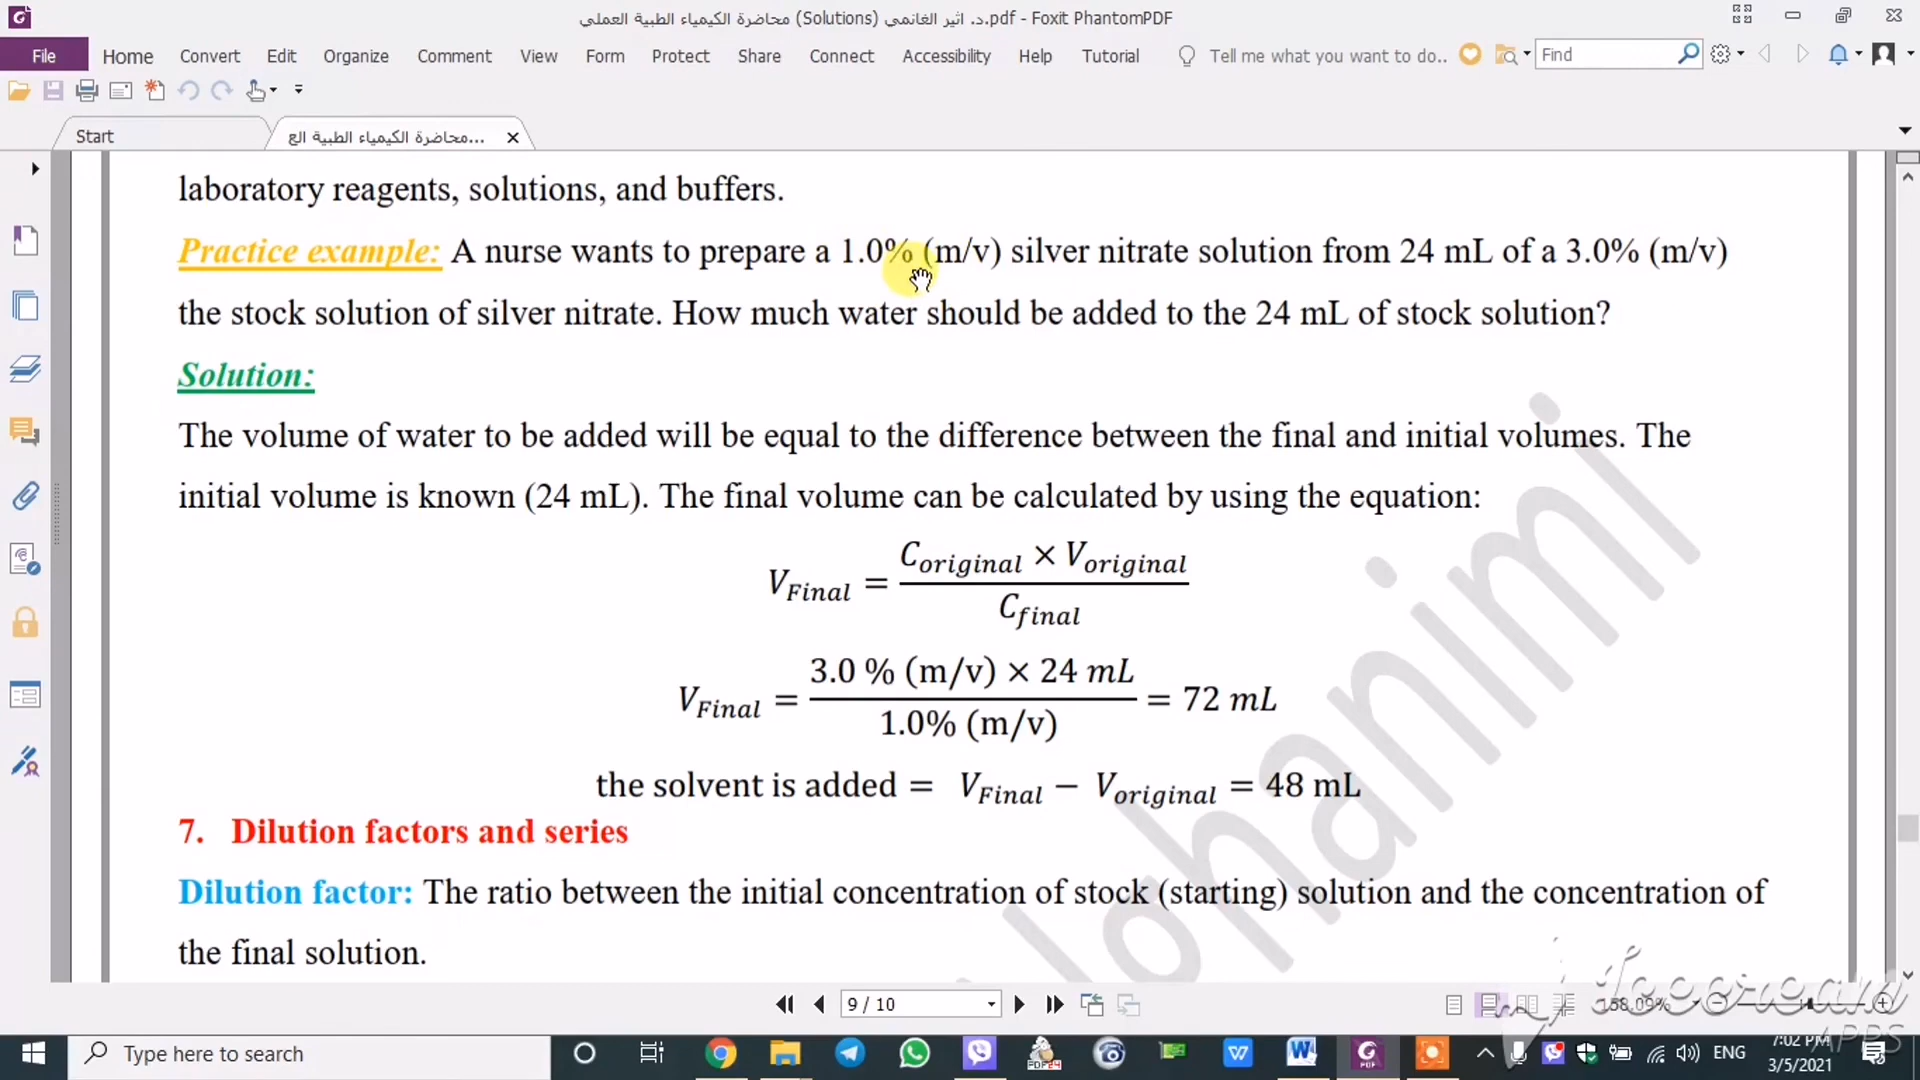 د. اثير الغانمي (Solutions) محاضرة الكيمياء الطبية العملي.pdf - Foxit PhantomPDF
File Home Convert Edit Organize Comment View Form Protect Share Connect Accessibility Help Tutorial Tell me what you want to do.. Find
Start محاضرة الكيمياء الطبية الع...
laboratory reagents, solutions, and buffers.
Practice example: A nurse wants to prepare a 1.0% (m/v) silver nitrate solution from 24 mL of a 3.0% (m/v)
the stock solution of silver nitrate. How much water should be added to the 24 mL of stock solution?
Solution:
The volume of water to be added will be equal to the difference between the final and initial volumes. The
initial volume is known (24 mL). The final volume can be calculated by using the equation:
V_Final = (C_original × V_original) / C_final
V_Final = (3.0 % (m/v) × 24 mL) / 1.0% (m/v) = 72 mL
the solvent is added = V_Final − V_original = 48 mL
7. Dilution factors and series
Dilution factor: The ratio between the initial concentration of stock (starting) solution and the concentration of
the final solution.
9 / 10 158.09%
Type here to search ENG 7:02 PM
3/5/2021
APPS